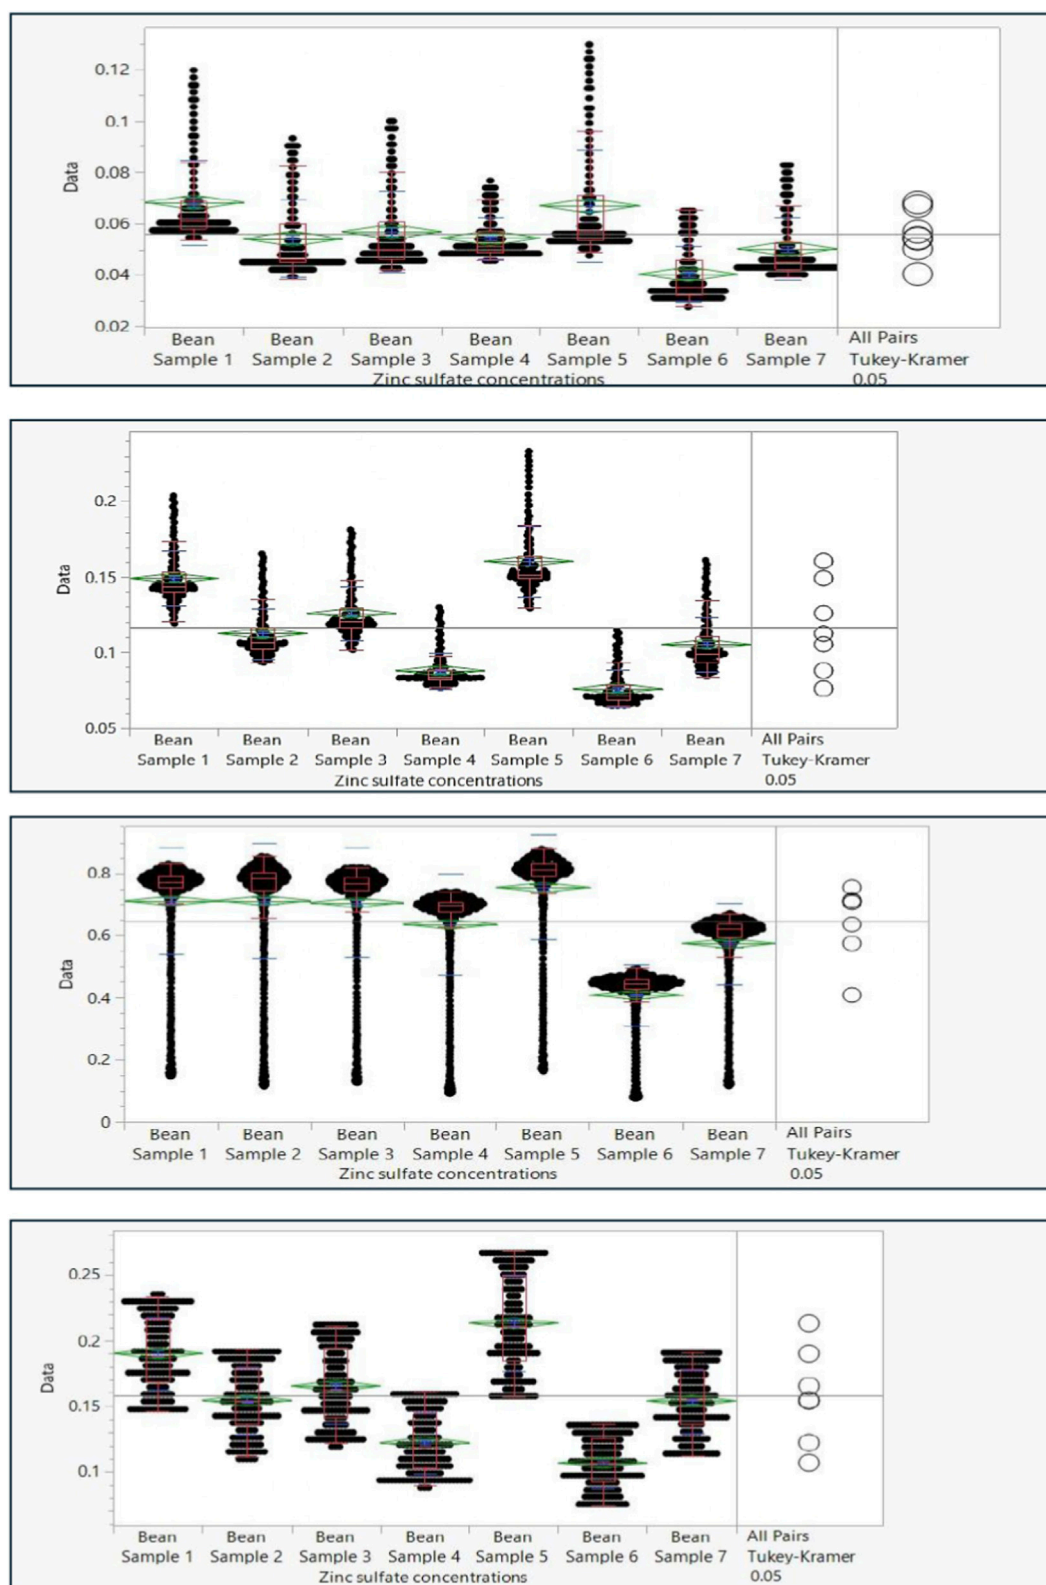 0.12
0.1
0.08
0.06
0.04
0.02
Data
Bean Bean Bean Bean Bean Bean Bean All Pairs
Sample 1 Sample 2 Sample 3 Sample 4 Sample 5 Sample 6 Sample 7 Tukey-Kramer
Zinc sulfate concentrations 0.05
0.2
0.15
0.1
0.05
Data
Bean Bean Bean Bean Bean Bean Bean All Pairs
Sample 1 Sample 2 Sample 3 Sample 4 Sample 5 Sample 6 Sample 7 Tukey-Kramer
Zinc sulfate concentrations 0.05
0.8
0.6
0.4
0.2
0
Data
Bean Bean Bean Bean Bean Bean Bean All Pairs
Sample 1 Sample 2 Sample 3 Sample 4 Sample 5 Sample 6 Sample 7 Tukey-Kramer
Zinc sulfate concentrations 0.05
0.25
0.2
0.15
0.1
Data
Bean Bean Bean Bean Bean Bean Bean All Pairs
Sample 1 Sample 2 Sample 3 Sample 4 Sample 5 Sample 6 Sample 7 Tukey-Kramer
Zinc sulfate concentrations 0.05